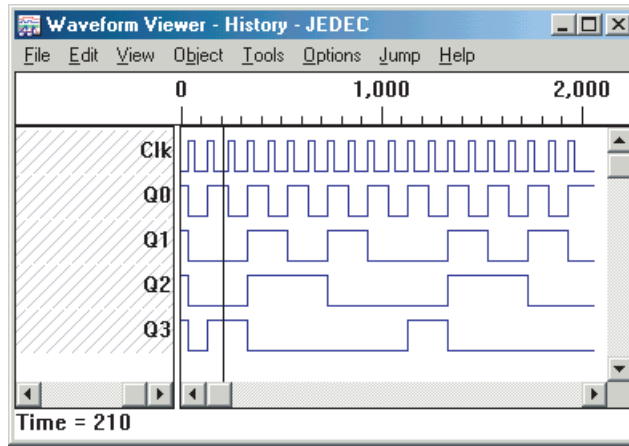 Waveform Viewer - History - JEDEC
File Edit View Object Tools Options Jump Help
0 1,000 2,000
Clk
Q0
Q1
Q2
Q3
Time = 210